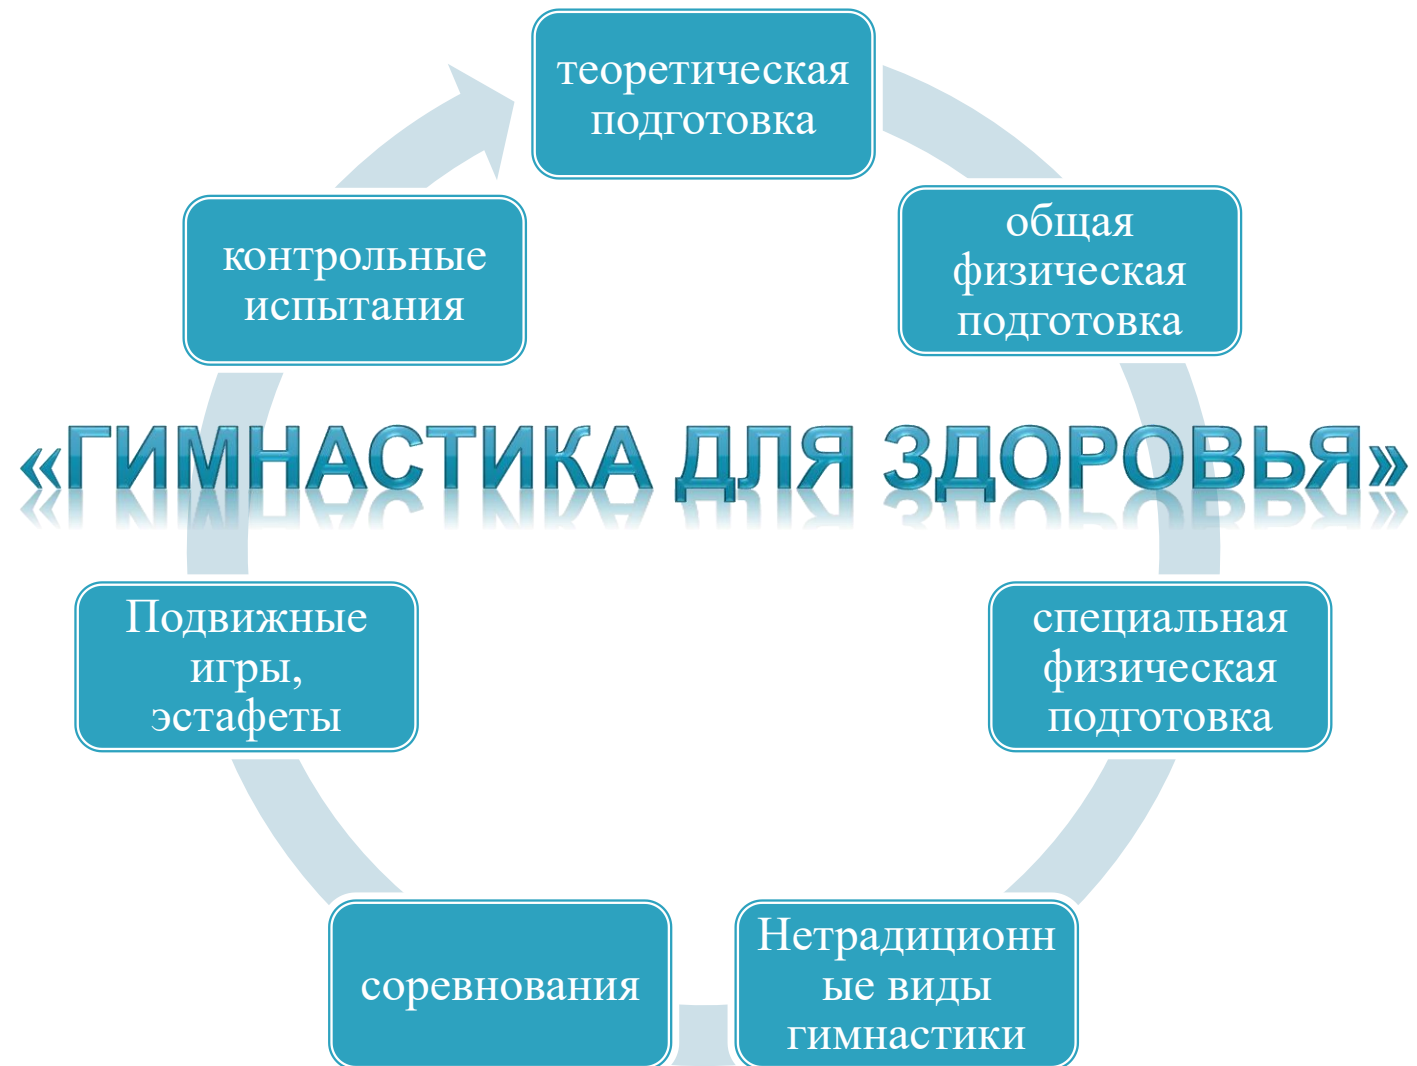 теоретическая
подготовка
общая
физическая
подготовка
контрольные
испытания
«ГИМНАСТИКА ДЛЯ ЗДОРОВЬЯ»
специальная
физическая
подготовка
Подвижные
игры,
эстафеты
Нетрадиционн
ые виды
гимнастики
соревнования